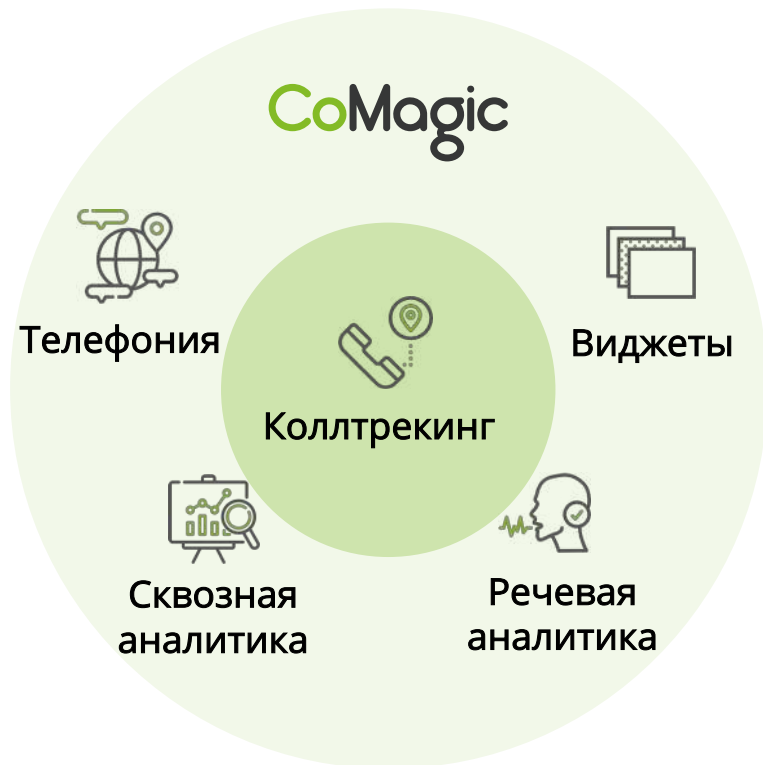 CoMagic
Телефония
Виджеты
Коллтрекинг
Сквозная
аналитика
Речевая
аналитика